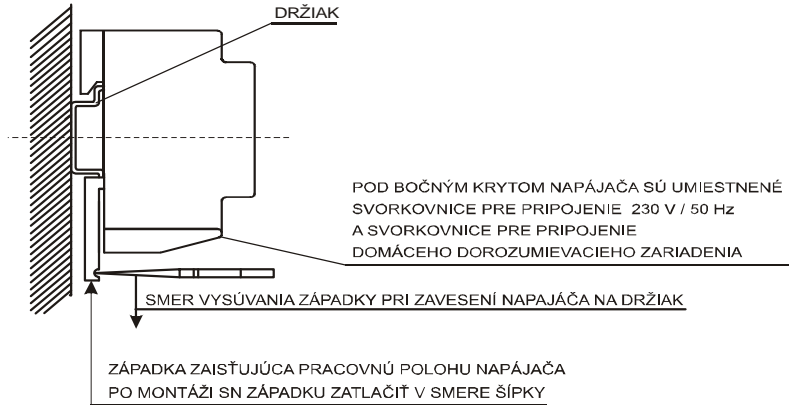 DRŽIAK
POD BOČNÝM KRYTOM NAPÁJAČA SÚ UMIESTNENÉ
SVORKOVNICE PRE PRIPOJENIE 230 V / 50 Hz
A SVORKOVNICE PRE PRIPOJENIE
DOMÁCEHO DOROZUMIEVACIEHO ZARIADENIA
SMER VYSÚVANIA ZÁPADKY PRI ZAVESENÍ NAPAJÁČA NA DRŽIAK
ZÁPADKA ZAISŤUJÚCA PRACOVNÚ POLOHU NAPÁJAČA
PO MONTÁŽI SN ZÁPADKU ZATLAČIŤ V SMERE ŠÍPKY